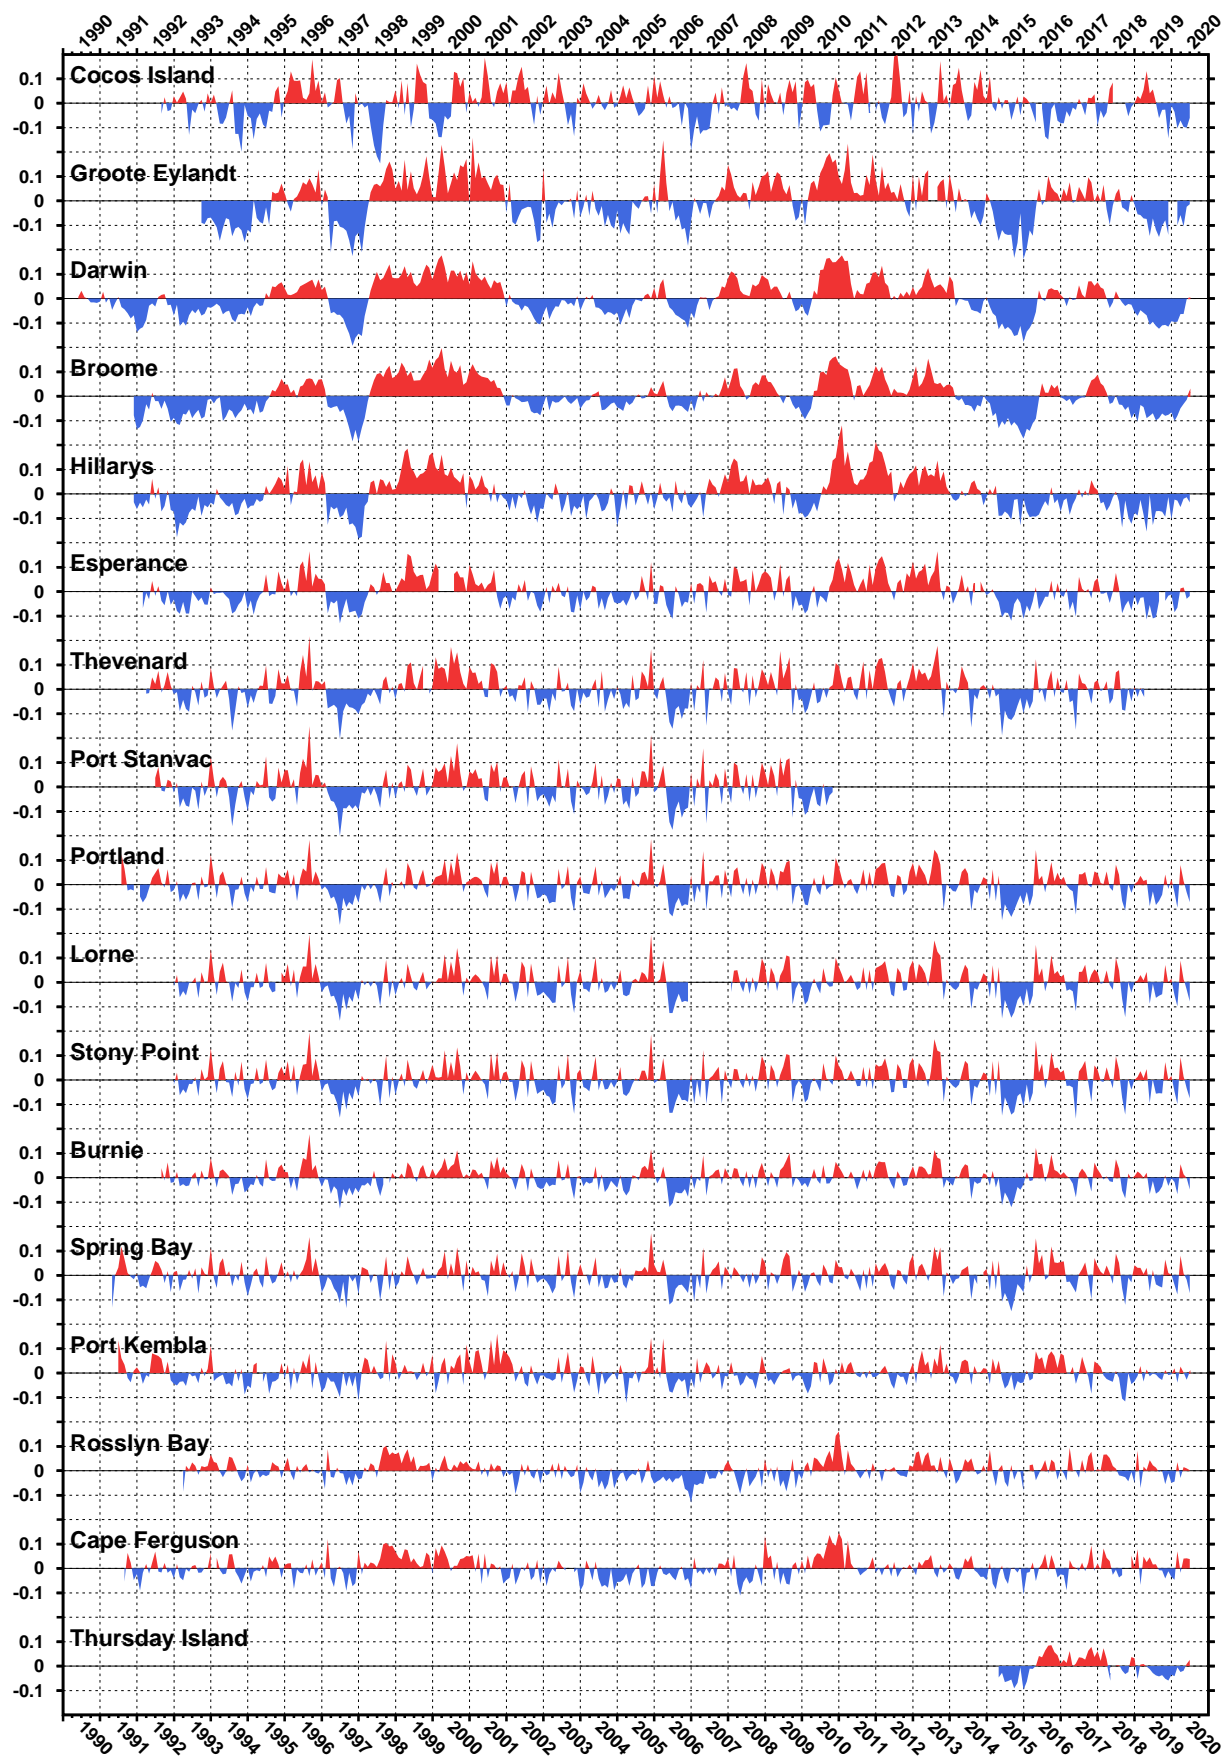 1990 1991 1992 1993 1994 1995 1996 1997 1998 1999 2000 2001 2002 2003 2004 2005 2006 2007 2008 2009 2010 2011 2012 2013 2014 2015 2016 2017 2018 2019 2020
0.1 Cocos Island
0
-0.1
0.1 Groote Eylandt
0
-0.1
0.1 Darwin
0
-0.1
0.1 Broome
0
-0.1
0.1 Hillarys
0
-0.1
0.1 Esperance
0
-0.1
0.1 Thevenard
0
-0.1
0.1 Port Stanvac
0
-0.1
0.1 Portland
0
-0.1
0.1 Lorne
0
-0.1
0.1 Stony Point
0
-0.1
0.1 Burnie
0
-0.1
0.1 Spring Bay
0
-0.1
0.1 Port Kembla
0
-0.1
0.1 Rosslyn Bay
0
-0.1
0.1 Cape Ferguson
0
-0.1
0.1 Thursday Island
0
-0.1
1990 1991 1992 1993 1994 1995 1996 1997 1998 1999 2000 2001 2002 2003 2004 2005 2006 2007 2008 2009 2010 2011 2012 2013 2014 2015 2016 2017 2018 2019 2020